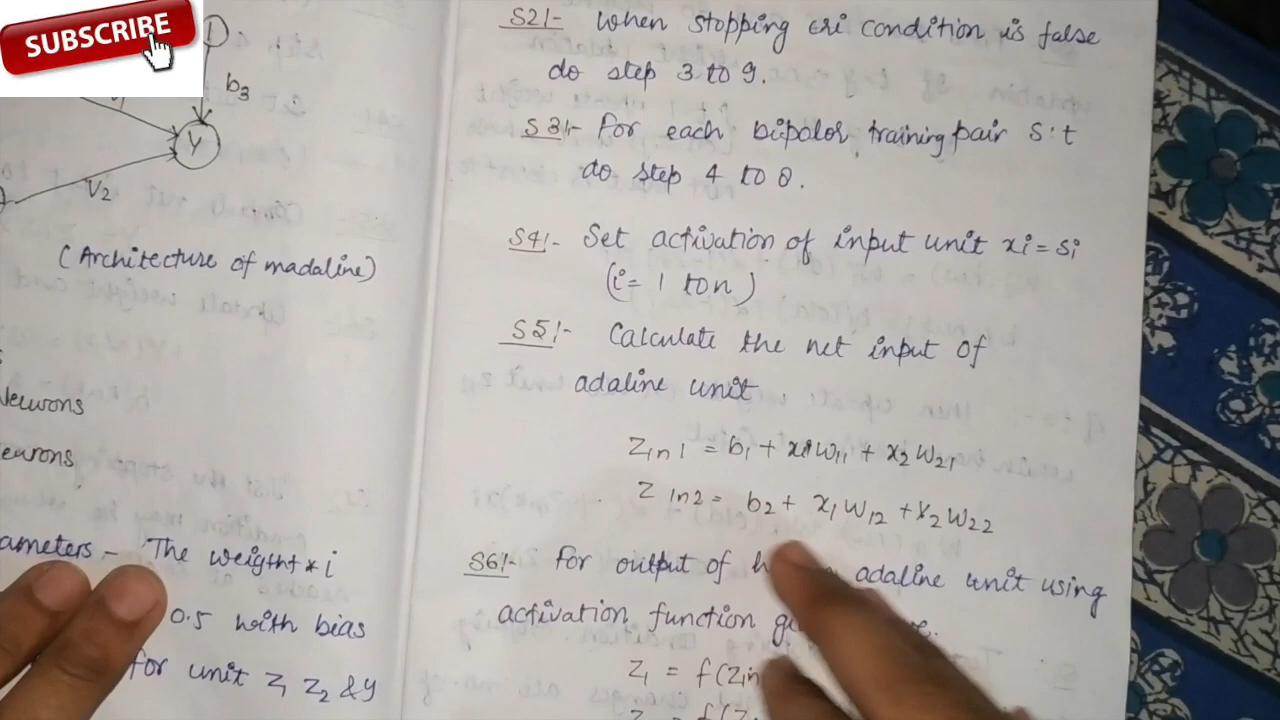 SUBSCRIBE
1
b3
Y
V2
(Architecture of madaline)
Neurons
eurons
ameters:- The weight *i
0.5 with bias
for unit Z1 Z2 & Y
S2:- When stopping cri condition is false
do step 3 to 9.
S3:- For each bipolar training pair S:t
do step 4 to 8.
S4:- Set activation of input unit xi = si
(i= 1 to n)
S5:- Calculate the net input of
adaline unit
Zin1 = b1 + x1w11 + x2w21
Zin2 = b2 + x1w12 + x2w22
S6:- For output of adaline unit using
activation function
Z1 = f(Zin